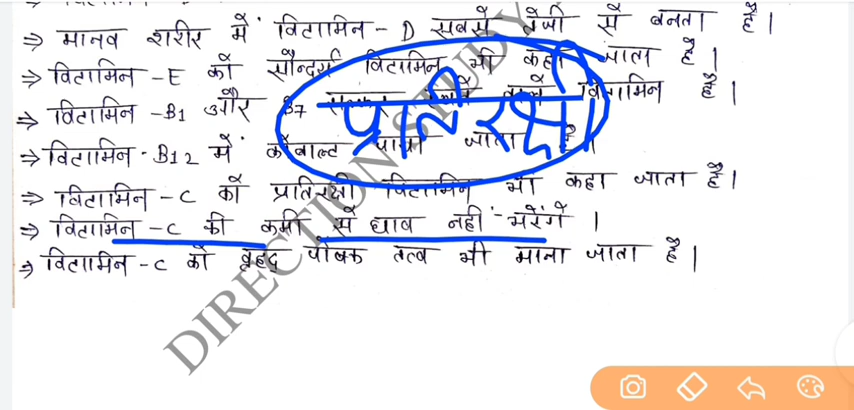 ⇒ मानव शरीर में विटामिन - D सबसे तेजी से बनता है।
⇒ विटामिन - E को सौन्दर्य विटामिन भी कहा जाता है।
⇒ विटामिन - B1 और B7 विटामिन है।
प्रतिरक्षी
⇒ विटामिन - B12 में कोबाल्ट पाया जाता है।
⇒ विटामिन - C को प्रतिरक्षी विटामिन भी कहा जाता है।
⇒ विटामिन - C की कमी से घाव नहीं भरेंगे।
⇒ विटामिन - C को वृहद पोषक तत्व भी माना जाता है।
DIRECTION STUDY